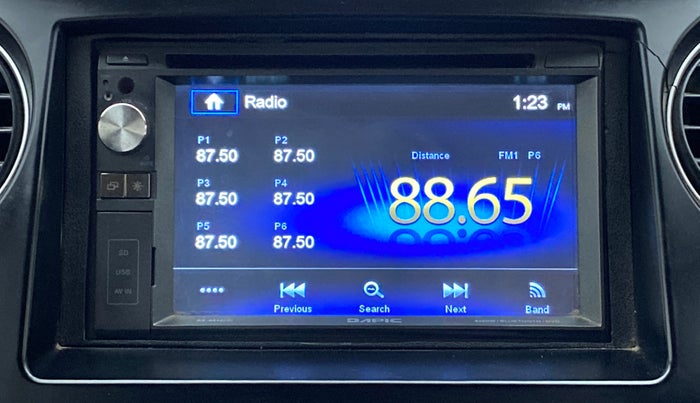 Radio
1:23 PM
P1 P2
87.50 87.50
Distance FM1 P6
P3 P4
87.50 87.50
88.65
P5 P6
87.50 87.50
SD
USB
AV IN
Previous Search Next Band